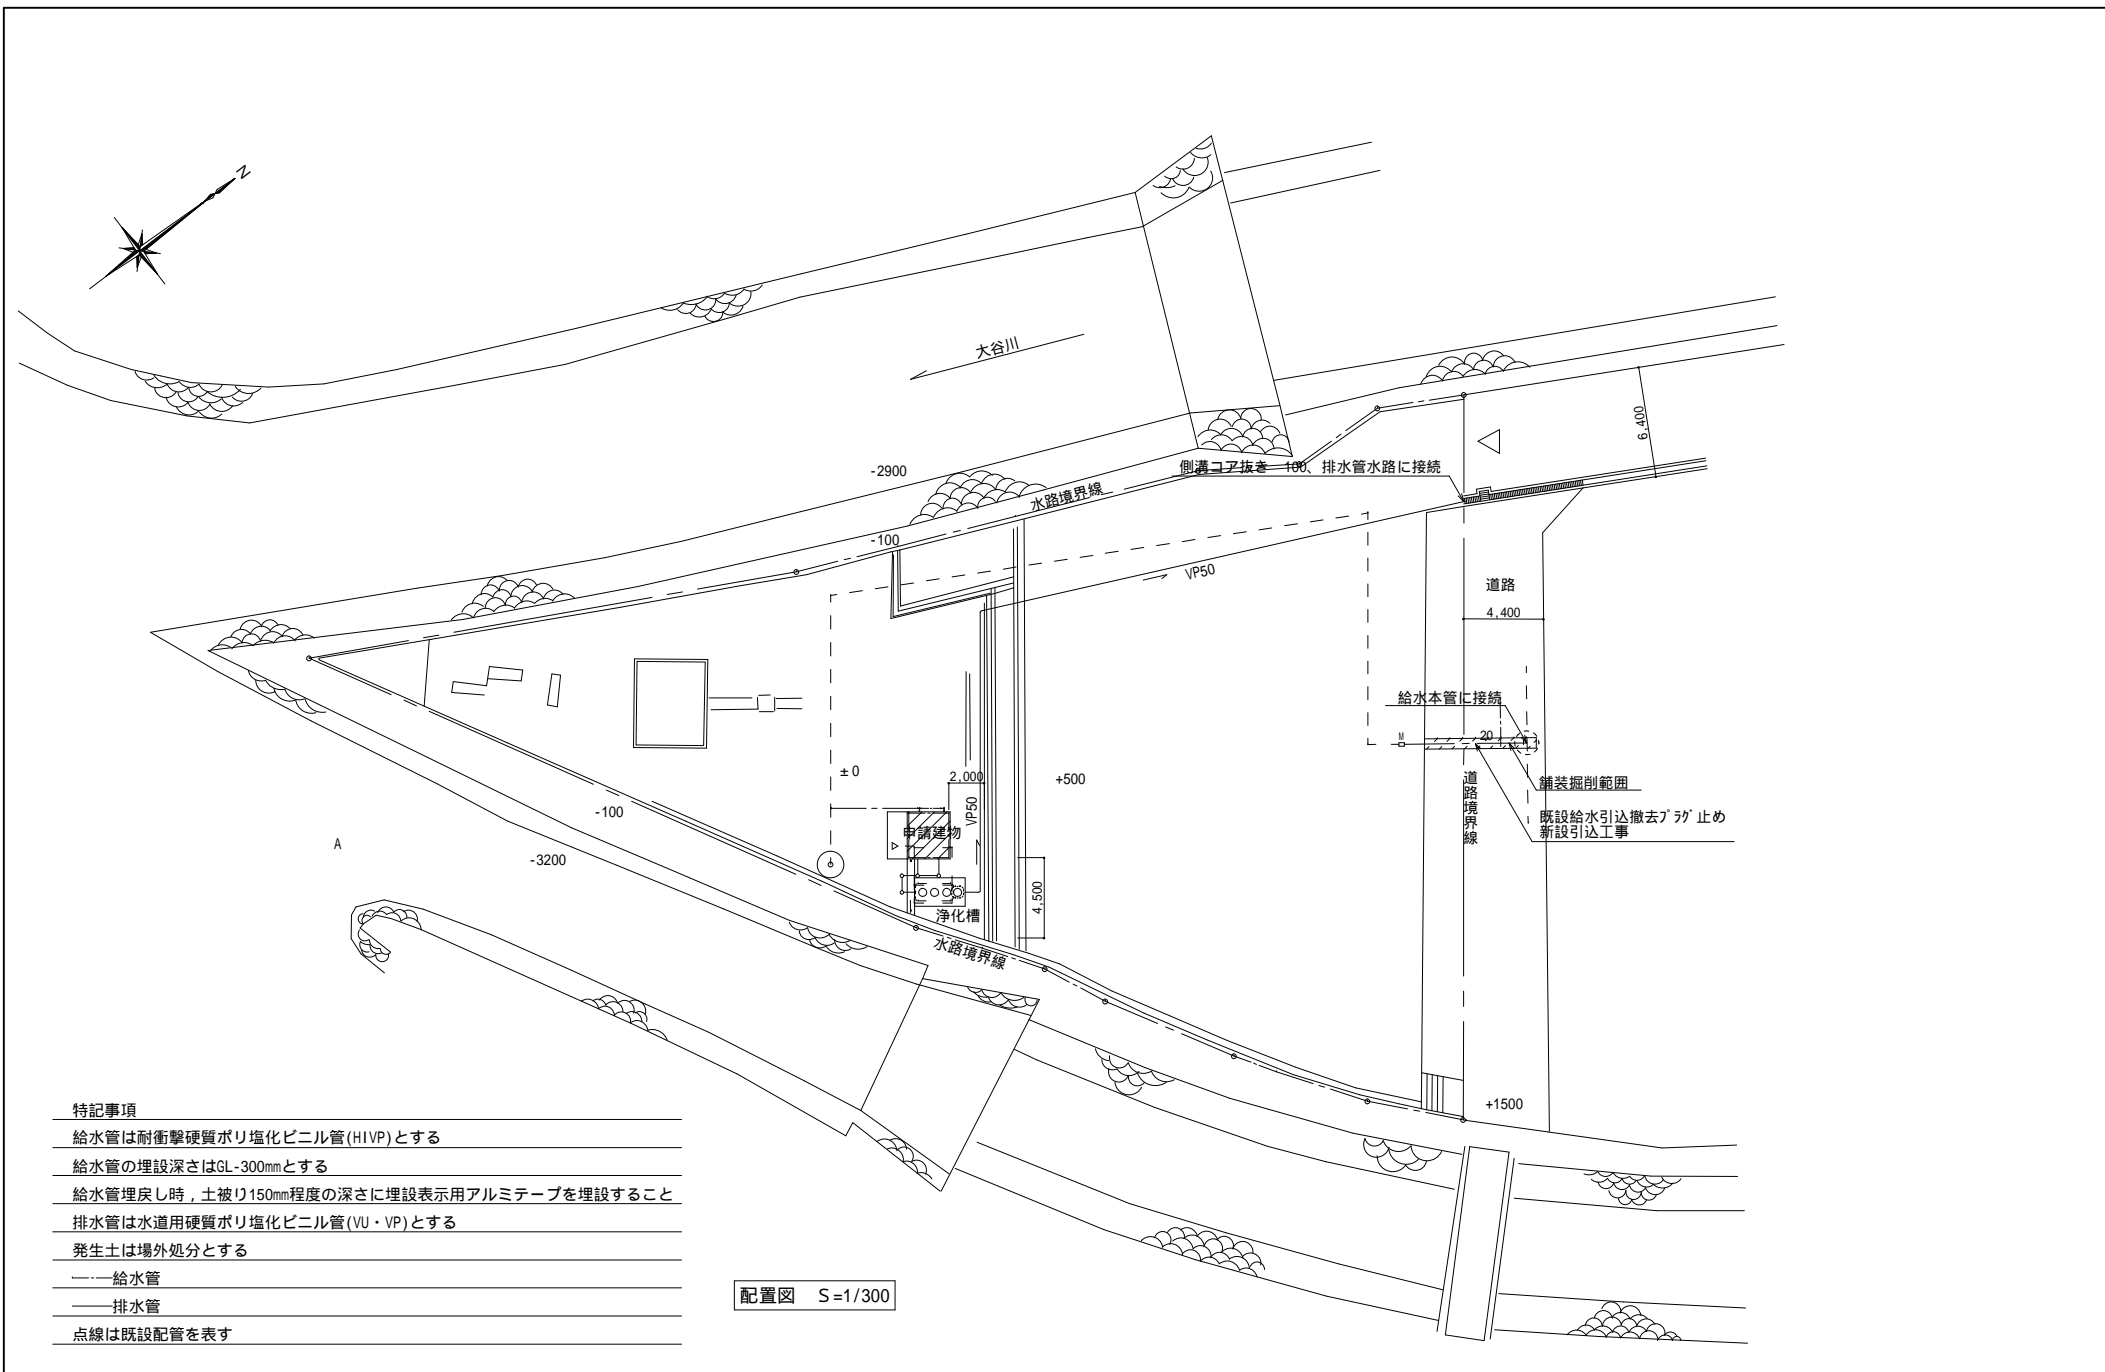 N
大谷川
6,400
-2900
側溝コア抜き 100、排水管水路に接続
水路境界線
-100
VP50
道路
4,400
給水本管に接続
M
20
±0
2,000
+500
舗装掘削範囲
道路境界線
既設給水引込撤去プラグ止め
新設引込工事
-100
VP50
申請建物
A
-3200
4,500
浄化槽
水路境界線
+1500
特記事項
給水管は耐衝撃硬質ポリ塩化ビニル管(HIVP)とする
給水管の埋設深さはGL-300㎜とする
給水管埋戻し時,土被り150㎜程度の深さに埋設表示用アルミテープを埋設すること
排水管は水道用硬質ポリ塩化ビニル管(VU・VP)とする
発生土は場外処分とする
給水管
排水管
点線は既設配管を表す
配置図 S=1/300